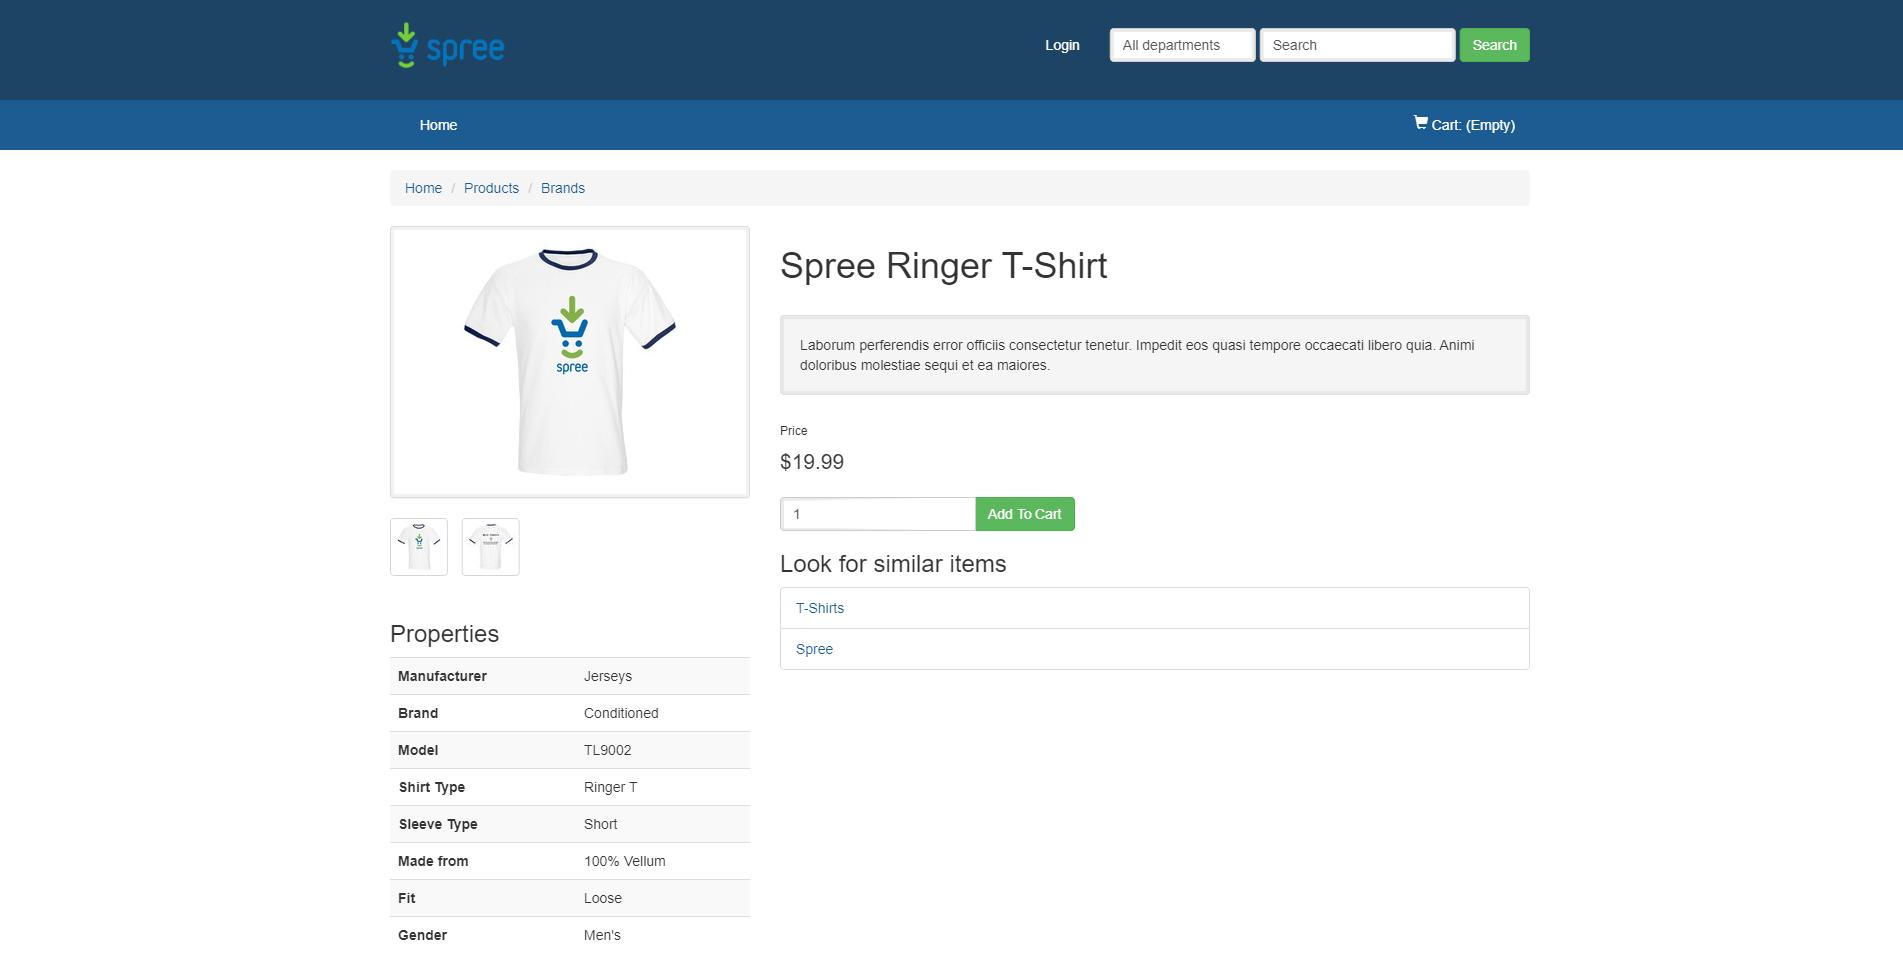 spree
Login
All departments
Search
Search
Home
Cart: (Empty)
Home / Products / Brands
spree
Spree Ringer T-Shirt
Laborum perferendis error officiis consectetur tenetur. Impedit eos quasi tempore occaecati libero quia. Animi
doloribus molestiae sequi et ea maiores.
Price
$19.99
1
Add To Cart
Look for similar items
T-Shirts
Spree
Properties
Manufacturer Jerseys
Brand Conditioned
Model TL9002
Shirt Type Ringer T
Sleeve Type Short
Made from 100% Vellum
Fit Loose
Gender Men's